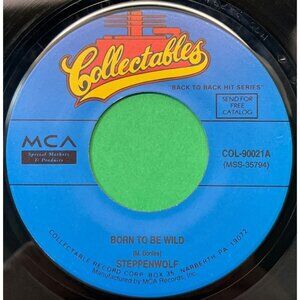 Collectables
"BACK TO BACK HIT SERIES"
SEND FOR
FREE
CATALOG
MCA
Special Markets
& Products
COL-90021A
(MSS-35794)
BORN TO BE WILD
(M. Bonfire)
STEPPENWOLF
COLLECTABLE RECORD CORP. BOX 35, NARBERTH, PA 19072
Manufactured by MCA Records, Inc.